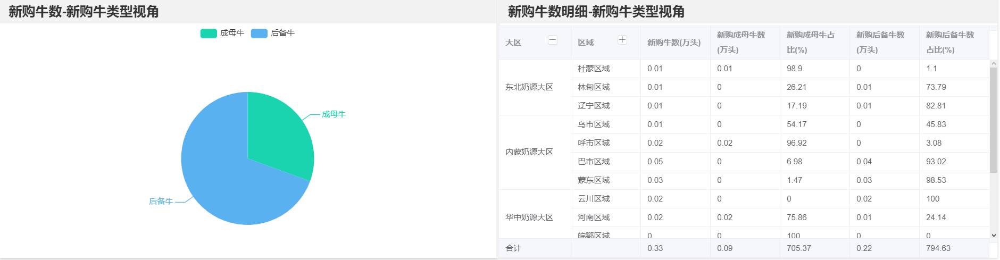 新购牛数-新购牛类型视角
成母牛 后备牛
成母牛
后备牛
新购牛数明细-新购牛类型视角
大区 区域 新购牛数(万头) 新购成母牛数(万头) 新购成母牛占比(%) 新购后备牛数(万头) 新购后备牛数占比(%)
东北奶源大区 杜蒙区域 0.01 0.01 98.9 0 1.1
林甸区域 0.01 0 26.21 0.01 73.79
辽宁区域 0.01 0 17.19 0.01 82.81
内蒙奶源大区 乌市区域 0.01 0 54.17 0 45.83
呼市区域 0.02 0.02 96.92 0 3.08
巴市区域 0.05 0 6.98 0.04 93.02
蒙东区域 0.03 0 1.47 0.03 98.53
华中奶源大区 云川区域 0.02 0 0 0.02 100
河南区域 0.02 0.02 75.86 0.01 24.14
皖鄂区域 0 0 100 0 0
合计 0.33 0.09 705.37 0.22 794.63